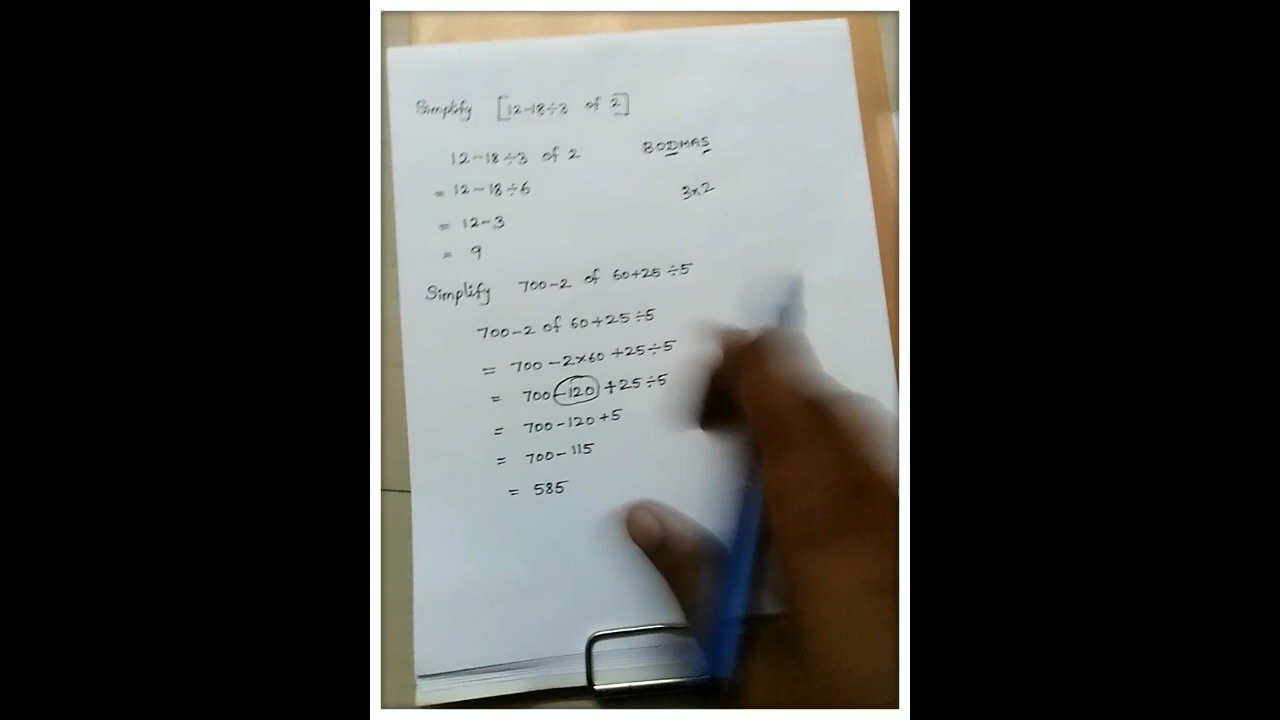 Simplify [12-18÷3 of 2]
12-18÷3 of 2 BODMAS
= 12-18÷6 3×2
= 12-3
= 9
Simplify 700-2 of 60+25÷5
700-2 of 60+25÷5
= 700-2×60+25÷5
= 700-120+25÷5
= 700-120+5
= 700-115
= 585